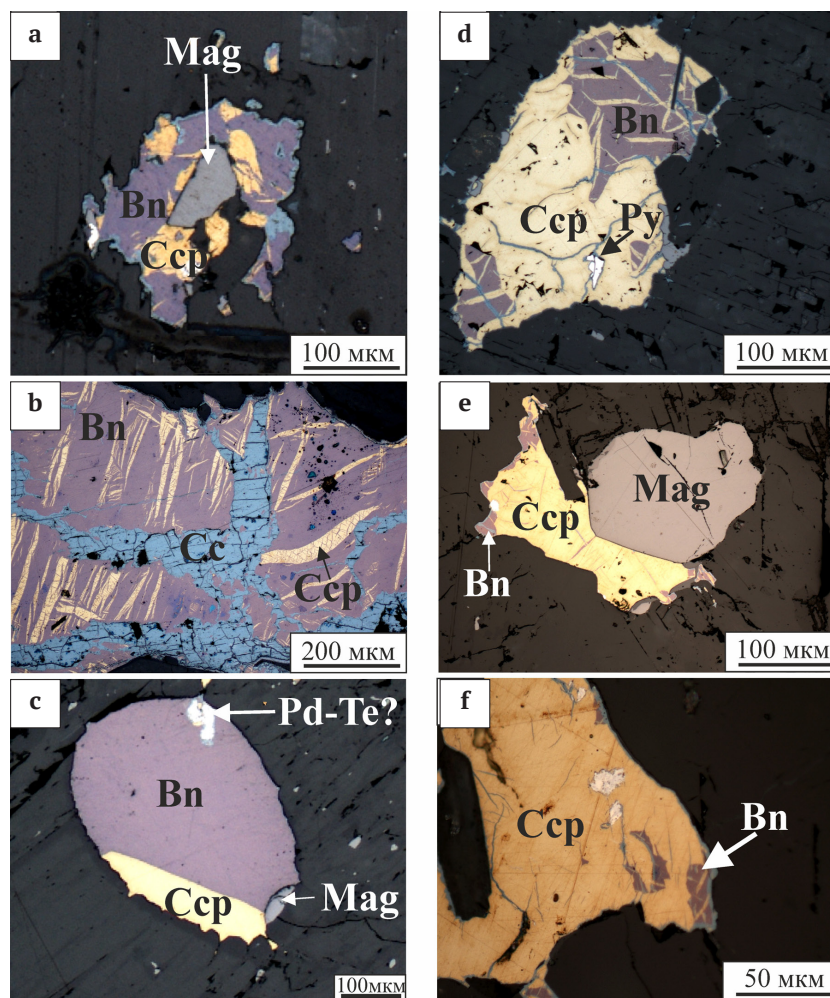 a
Mag
Bn
Ccp
100 мкм
b
Bn
Cc
Ccp
200 мкм
c
Pd-Te?
Bn
Ccp
Mag
100мкм
d
Bn
Ccp
Py
100 мкм
e
Mag
Ccp
Bn
100 мкм
f
Ccp
Bn
50 мкм